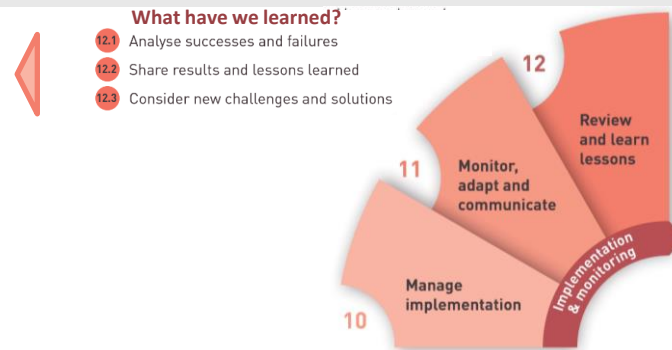 What have we learned?
12.1 Analyse successes and failures
12.2 Share results and lessons learned
12.3 Consider new challenges and solutions
12
Review
and learn
lessons
11
Monitor,
adapt and
communicate
Manage
implementation
10
Implementation
& monitoring